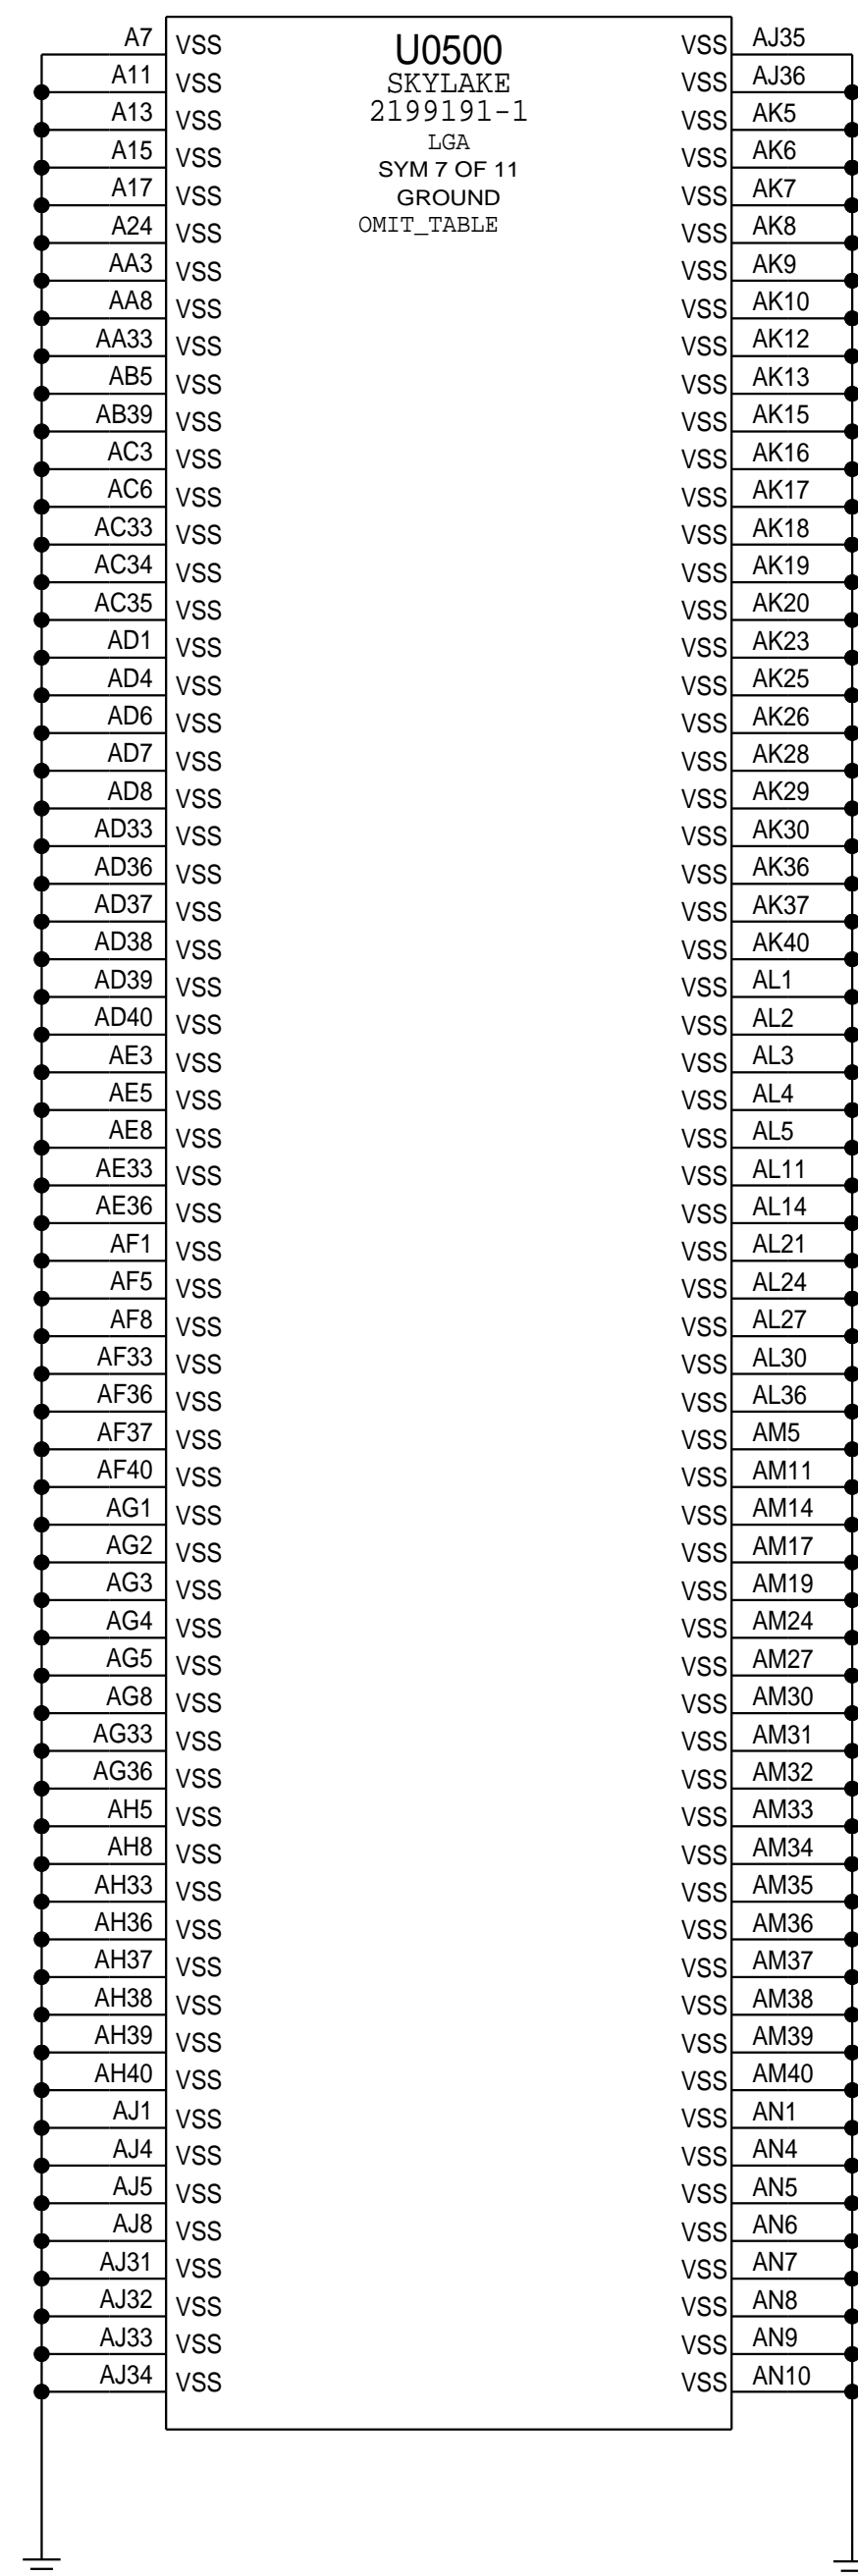 U0500
SKYLAKE
2199191-1
LGA
SYM 7 OF 11
GROUND
OMIT_TABLE
A7 VSS VSS AJ35
A11 VSS VSS AJ36
A13 VSS VSS AK5
A15 VSS VSS AK6
A17 VSS VSS AK7
A24 VSS VSS AK8
AA3 VSS VSS AK9
AA8 VSS VSS AK10
AA33 VSS VSS AK12
AB5 VSS VSS AK13
AB39 VSS VSS AK15
AC3 VSS VSS AK16
AC6 VSS VSS AK17
AC33 VSS VSS AK18
AC34 VSS VSS AK19
AC35 VSS VSS AK20
AD1 VSS VSS AK23
AD4 VSS VSS AK25
AD6 VSS VSS AK26
AD7 VSS VSS AK28
AD8 VSS VSS AK29
AD33 VSS VSS AK30
AD36 VSS VSS AK36
AD37 VSS VSS AK37
AD38 VSS VSS AK40
AD39 VSS VSS AL1
AD40 VSS VSS AL2
AE3 VSS VSS AL3
AE5 VSS VSS AL4
AE8 VSS VSS AL5
AE33 VSS VSS AL11
AE36 VSS VSS AL14
AF1 VSS VSS AL21
AF5 VSS VSS AL24
AF8 VSS VSS AL27
AF33 VSS VSS AL30
AF36 VSS VSS AL36
AF37 VSS VSS AM5
AF40 VSS VSS AM11
AG1 VSS VSS AM14
AG2 VSS VSS AM17
AG3 VSS VSS AM19
AG4 VSS VSS AM24
AG5 VSS VSS AM27
AG8 VSS VSS AM30
AG33 VSS VSS AM31
AG36 VSS VSS AM32
AH5 VSS VSS AM33
AH8 VSS VSS AM34
AH33 VSS VSS AM35
AH36 VSS VSS AM36
AH37 VSS VSS AM37
AH38 VSS VSS AM38
AH39 VSS VSS AM39
AH40 VSS VSS AM40
AJ1 VSS VSS AN1
AJ4 VSS VSS AN4
AJ5 VSS VSS AN5
AJ8 VSS VSS AN6
AJ31 VSS VSS AN7
AJ32 VSS VSS AN8
AJ33 VSS VSS AN9
AJ34 VSS VSS AN10